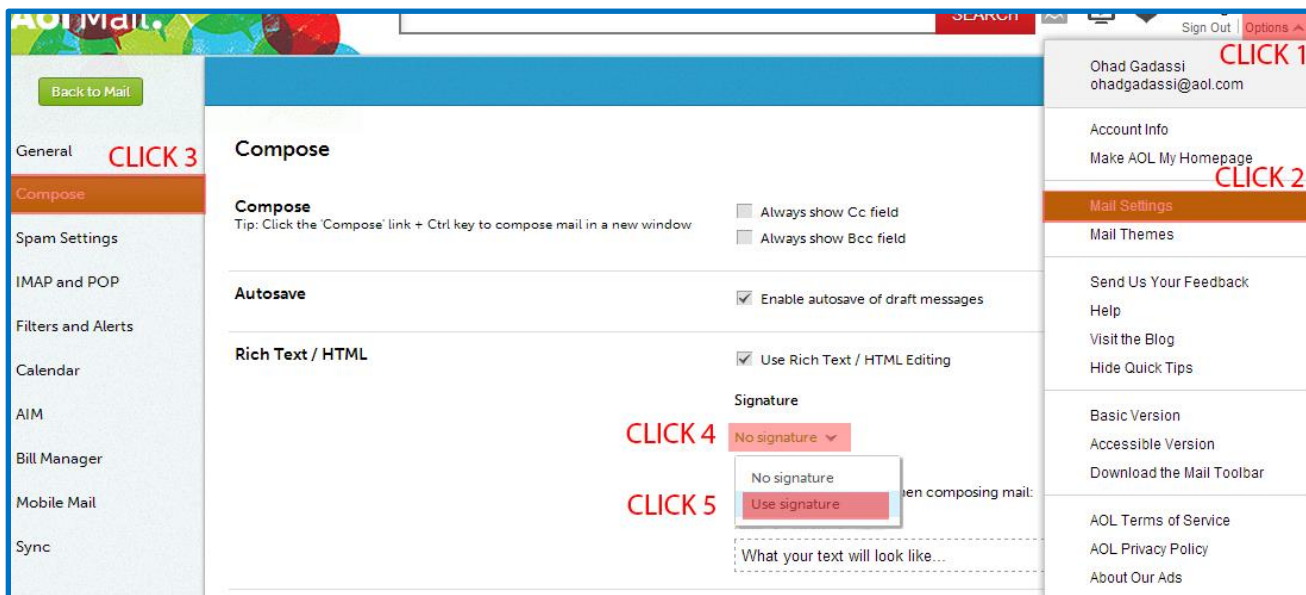 Aol Mail.
SEARCH
Sign Out | Options
CLICK 1
Ohad Gadassi
ohadgadassi@aol.com
Account Info
Make AOL My Homepage
CLICK 2
Mail Settings
Mail Themes
Send Us Your Feedback
Help
Visit the Blog
Hide Quick Tips
Basic Version
Accessible Version
Download the Mail Toolbar
AOL Terms of Service
AOL Privacy Policy
About Our Ads
Back to Mail
General
CLICK 3
Compose
Spam Settings
IMAP and POP
Filters and Alerts
Calendar
AIM
Bill Manager
Mobile Mail
Sync
Compose
Compose
Tip: Click the 'Compose' link + Ctrl key to compose mail in a new window
Always show Cc field
Always show Bcc field
Autosave
Enable autosave of draft messages
Rich Text / HTML
Use Rich Text / HTML Editing
Signature
CLICK 4
No signature
No signature
CLICK 5
Use signature
en composing mail:
What your text will look like...